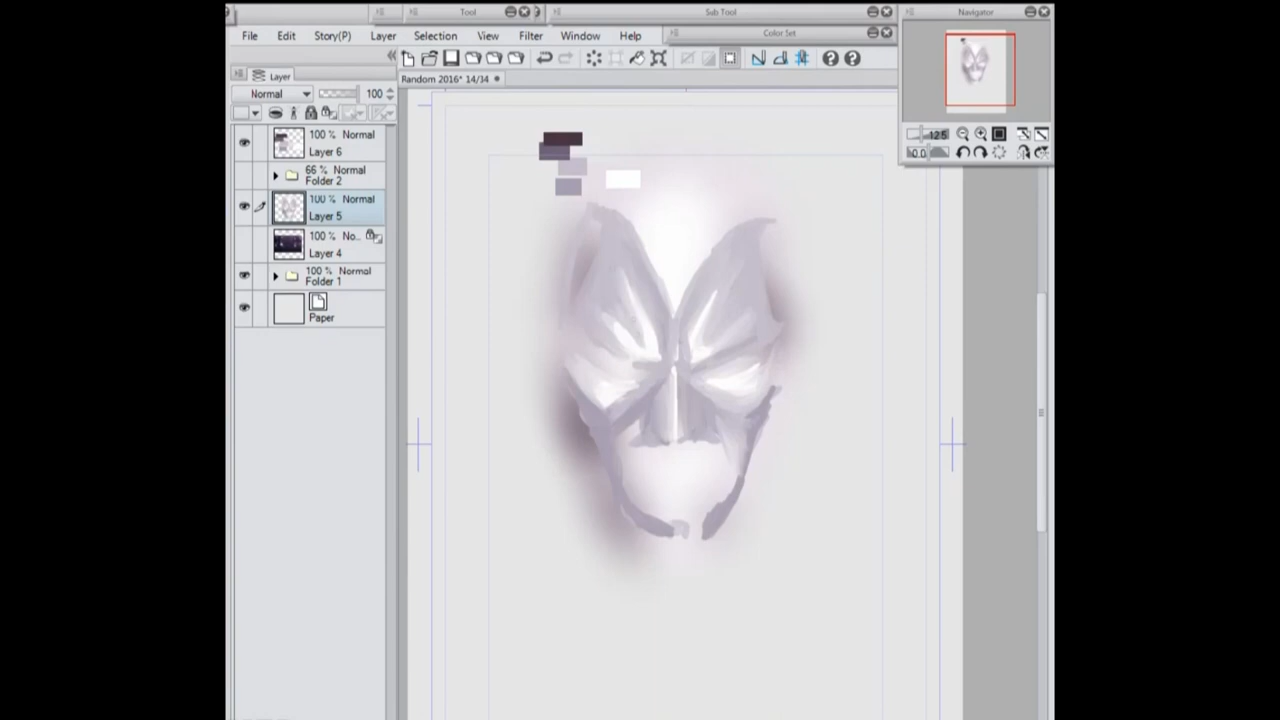 Tool
Sub Tool
Navigator
File Edit Story(P) Layer Selection View Filter Window Help
Color Set
Layer
Random 2016* 14/34
Normal 100
12.5
0.0
100 % Normal
Layer 6
66 % Normal
Folder 2
100 % Normal
Layer 5
100 % No...
Layer 4
100 % Normal
Folder 1
Paper